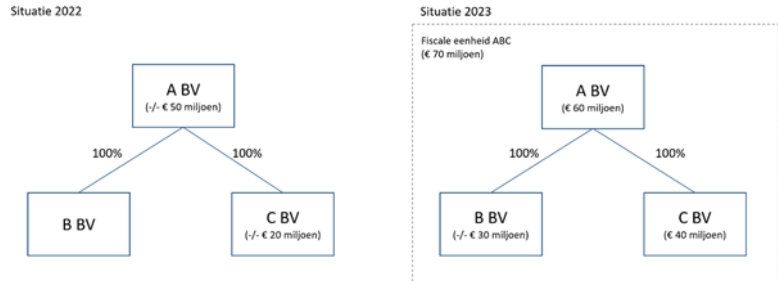 Situatie 2022
A BV
(-/- € 50 miljoen)
100%
100%
B BV
C BV
(-/- € 20 miljoen)
Situatie 2023
Fiscale eenheid ABC
(€ 70 miljoen)
A BV
(€ 60 miljoen)
100%
100%
B BV
(-/- € 30 miljoen)
C BV
(€ 40 miljoen)